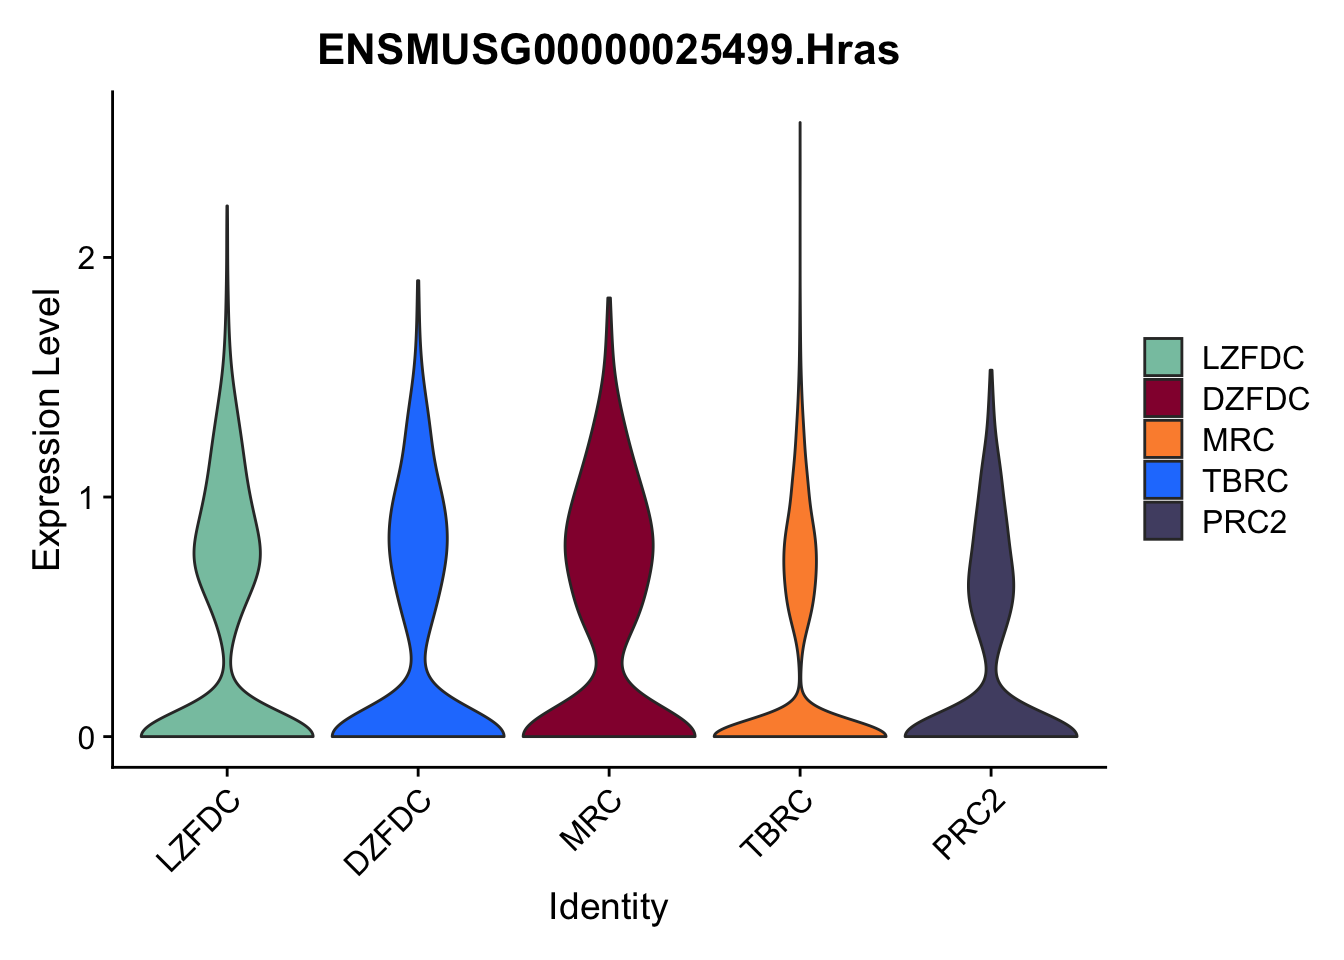 ENSMUSG00000025499.Hras
Expression Level
2
1
0
LZFDC
DZFDC
MRC
TBRC
PRC2
Identity
LZFDC
DZFDC
MRC
TBRC
PRC2